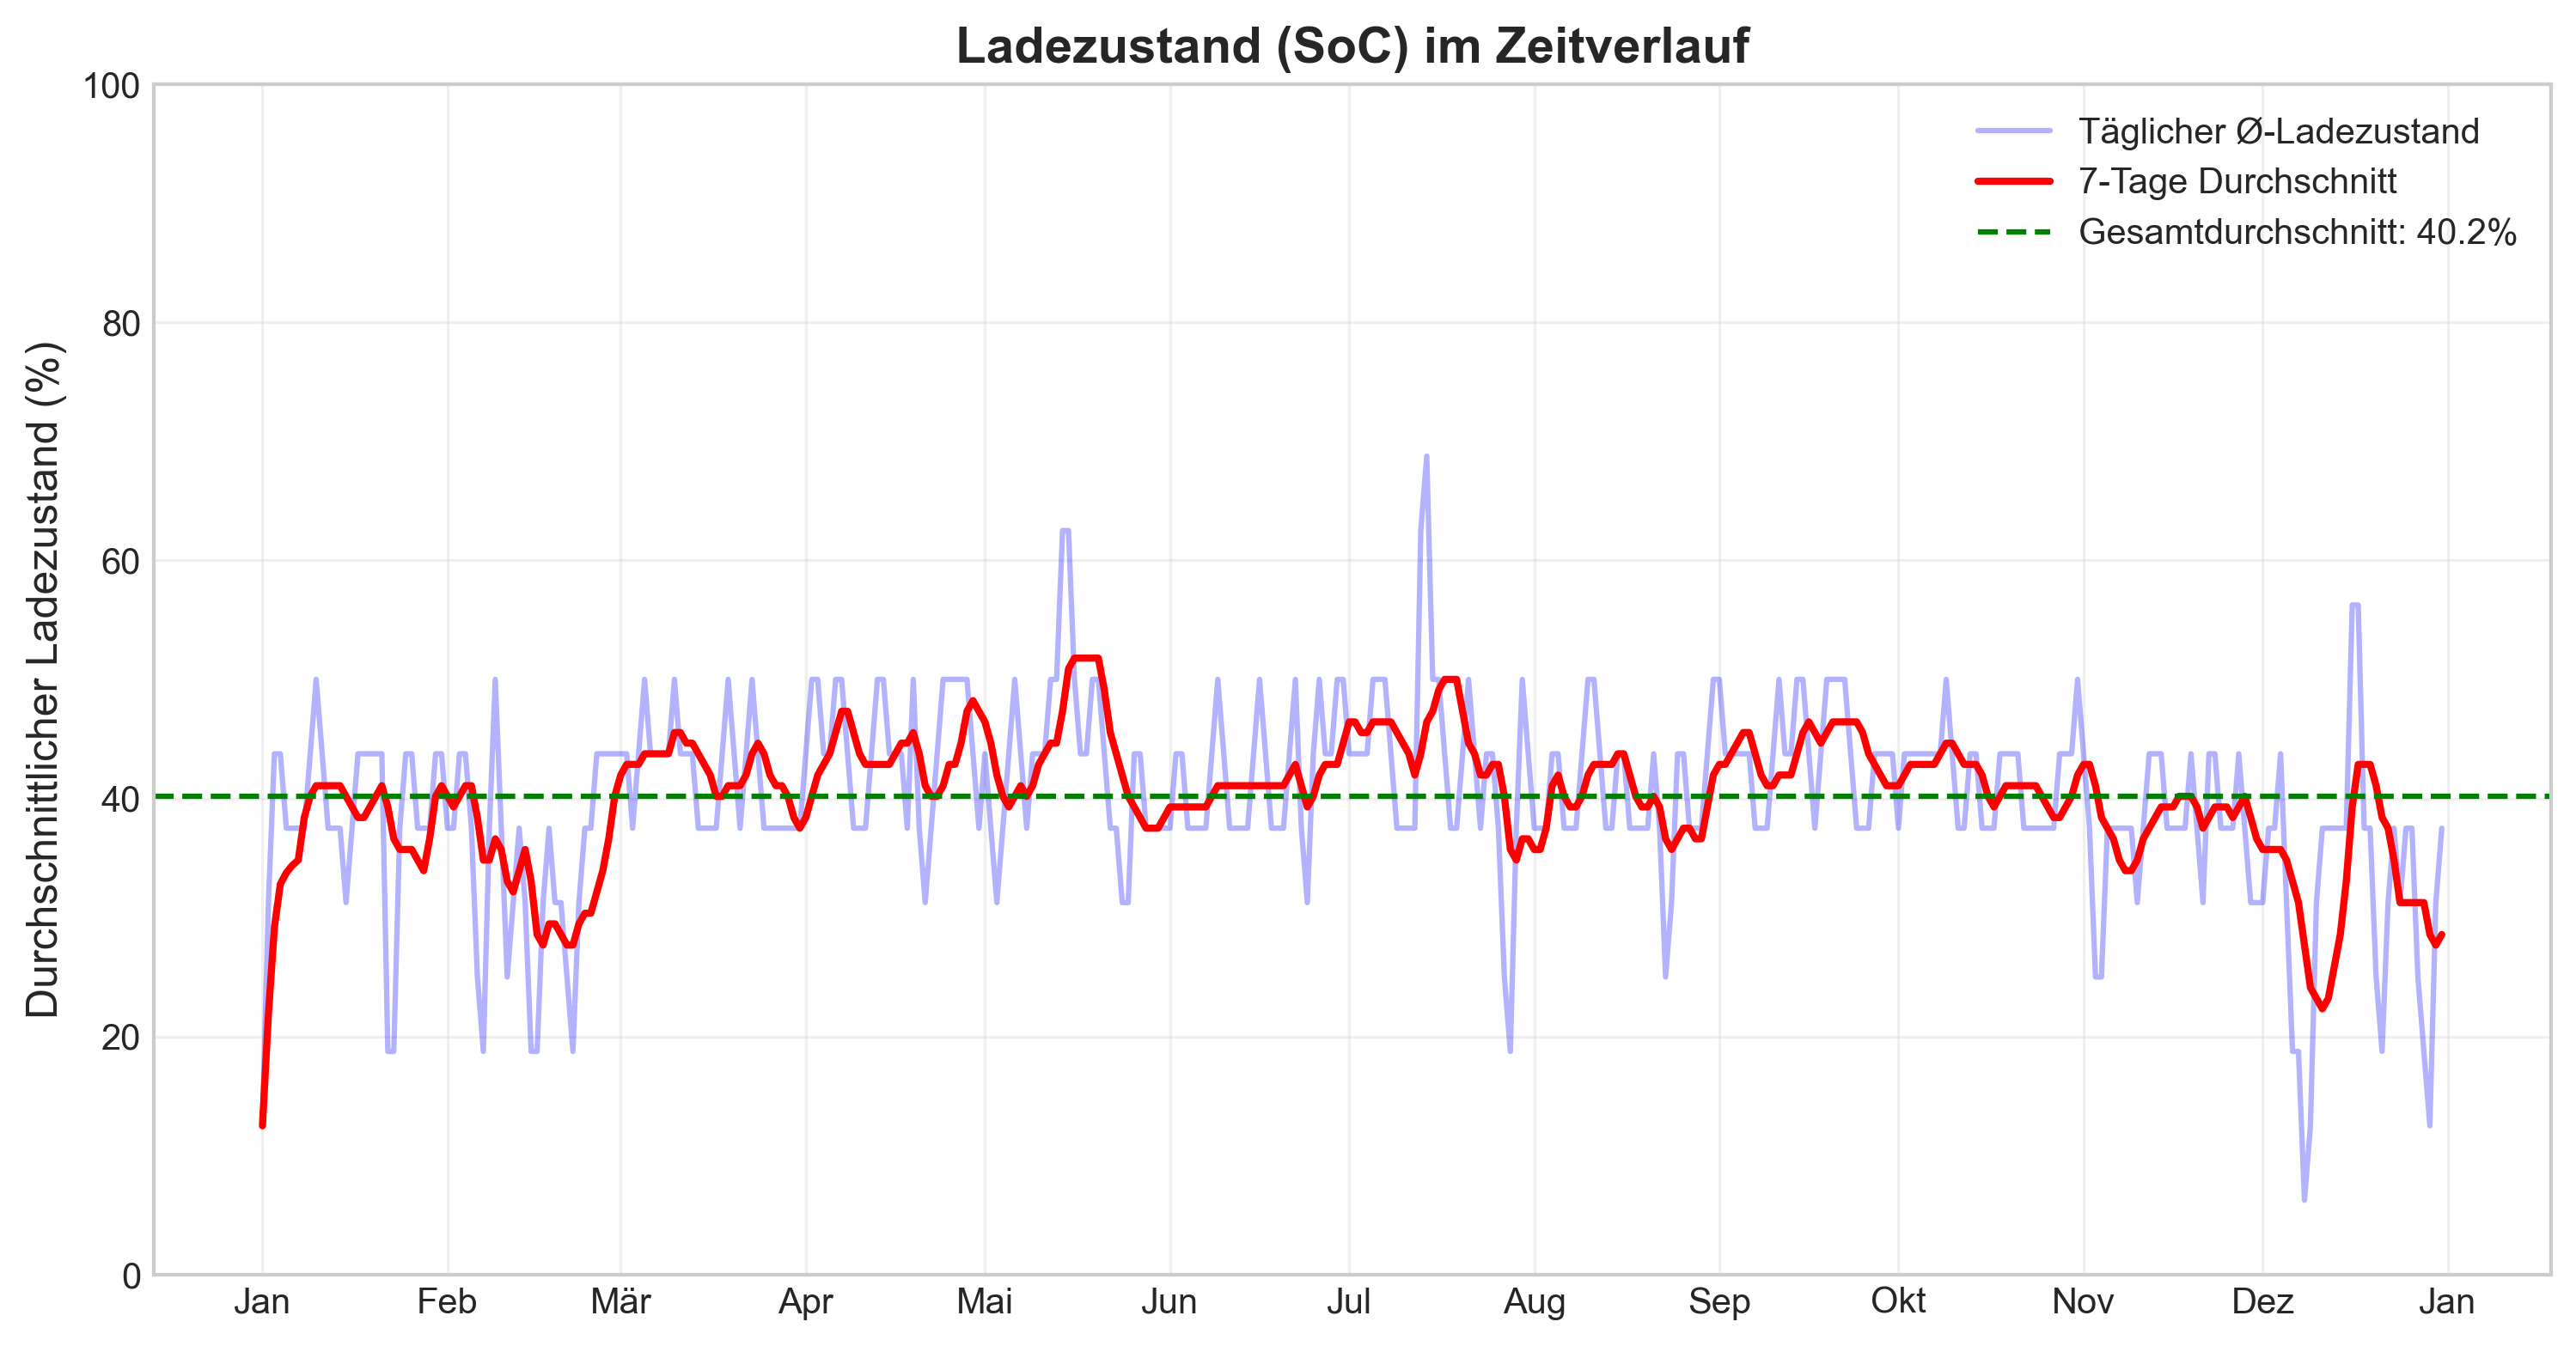 Ladezustand (SoC) im Zeitverlauf
Durchschnittlicher Ladezustand (%)
100
80
60
40
20
0
Täglicher Ø-Ladezustand
7-Tage Durchschnitt
Gesamtdurchschnitt: 40.2%
Jan Feb Mär Apr Mai Jun Jul Aug Sep Okt Nov Dez Jan